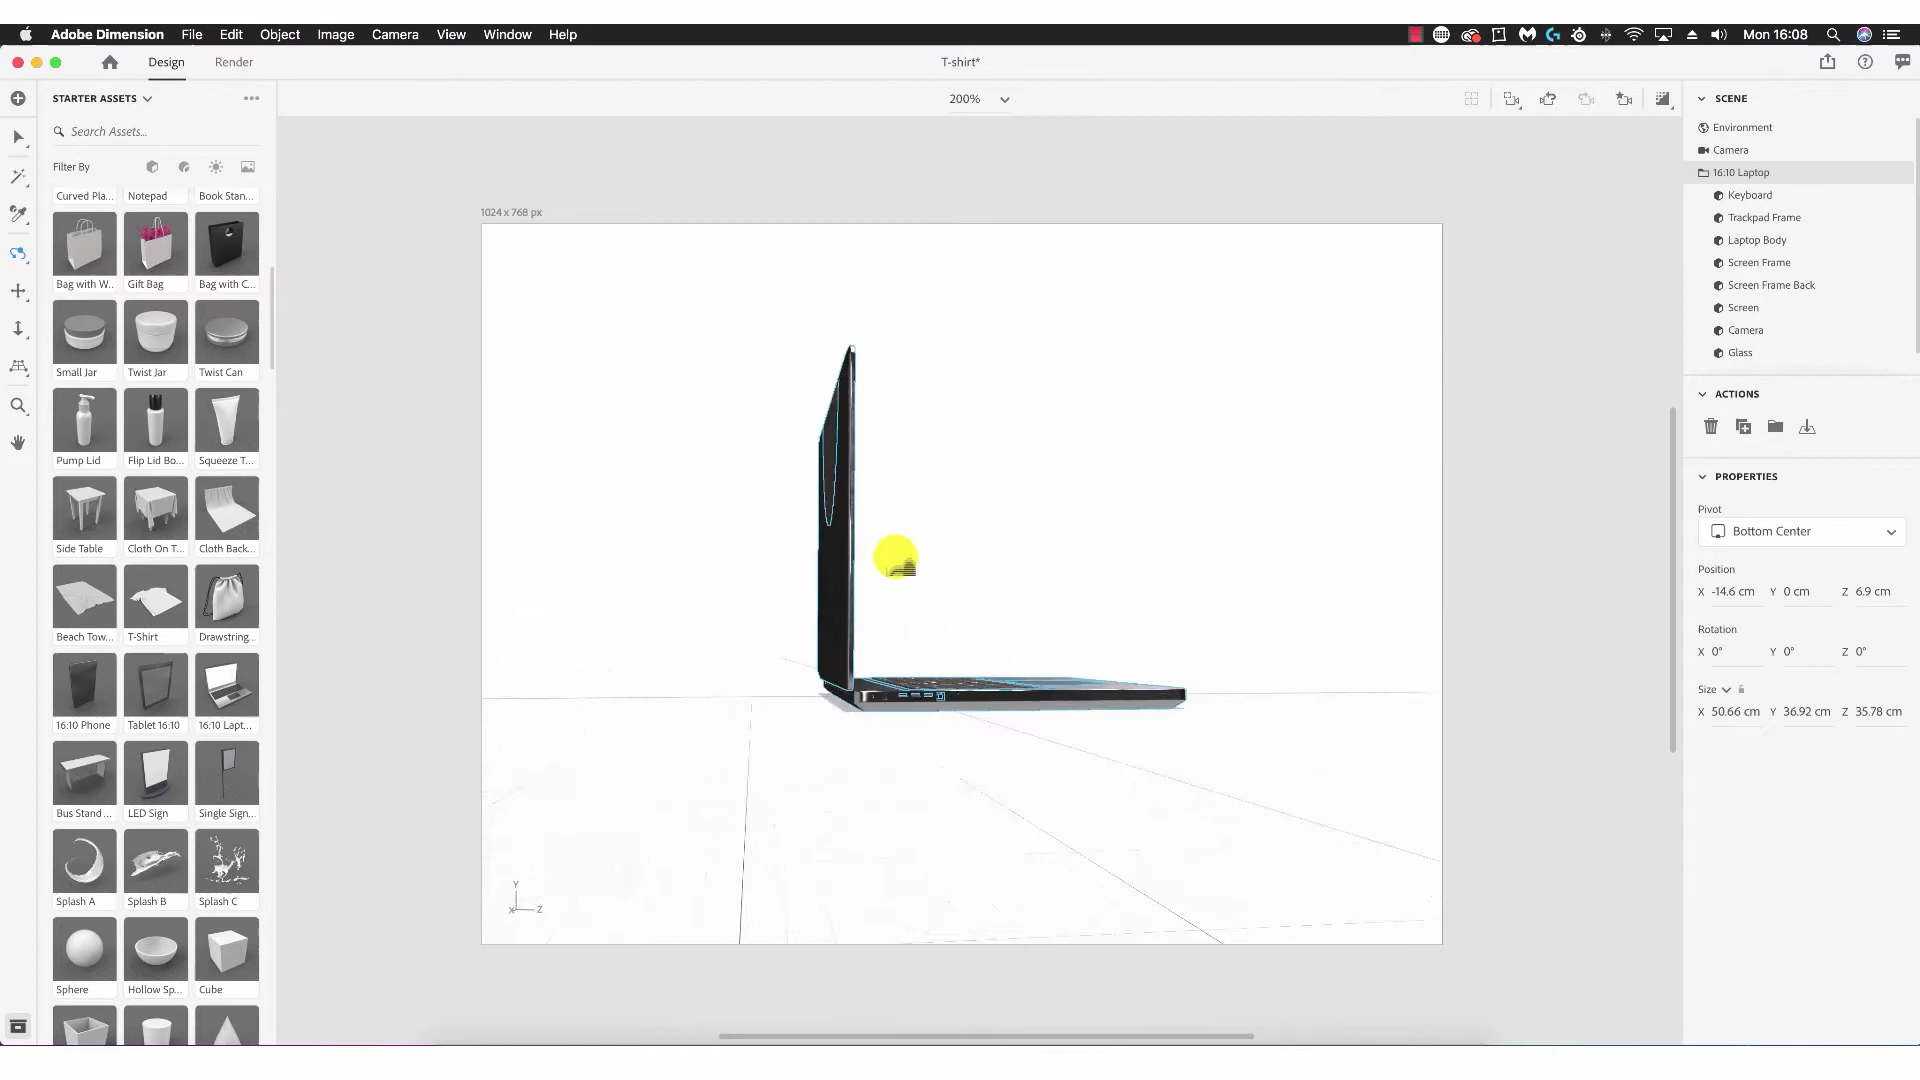 Adobe Dimension File Edit Object Image Camera View Window Help Mon 16:08
Design Render T-shirt*
STARTER ASSETS 200% SCENE
Search Assets...
Filter By
Curved Pla... Notepad Book Stan...
Bag with W... Gift Bag Bag with C...
Small Jar Twist Jar Twist Can
Pump Lid Flip Lid Bo... Squeeze T...
Side Table Cloth On T... Cloth Back...
Beach Tow... T-Shirt Drawstring...
16:10 Phone Tablet 16:10 16:10 Lapt...
Bus Stand ... LED Sign Single Sign...
Splash A Splash B Splash C
Sphere Hollow Sp... Cube
1024 x 768 px
Y
X Z
Environment
Camera
16:10 Laptop
Keyboard
Trackpad Frame
Laptop Body
Screen Frame
Screen Frame Back
Screen
Camera
Glass
ACTIONS
PROPERTIES
Pivot
Bottom Center
Position
X -14.6 cm Y 0 cm Z 6.9 cm
Rotation
X 0° Y 0° Z 0°
Size
X 50.66 cm Y 36.92 cm Z 35.78 cm